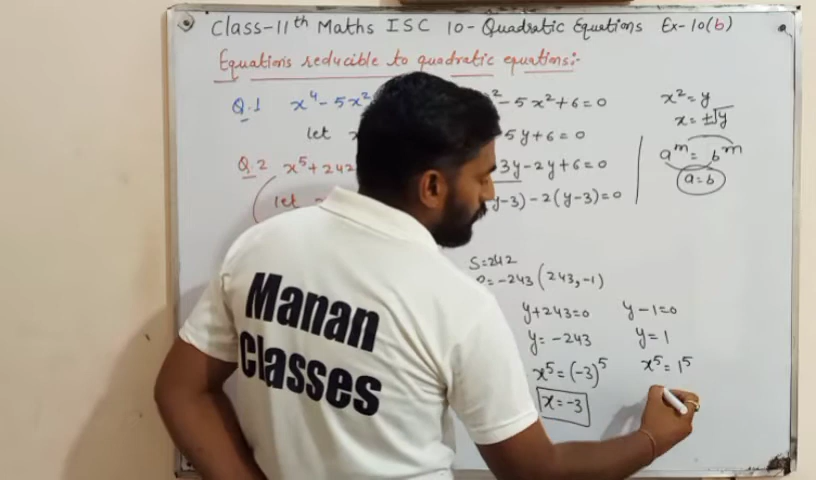 Class-11th Maths ISC 10-Quadratic Equations Ex-10(b)
Equations reducible to quadratic equations:-
Q.1 x⁴-5x²
²-5x²+6=0
x²=y
let
5y+6=0
x=±√y
Q.2 x⁵+242
3y-2y+6=0
aᵐ=bᵐ
let
y-3)-2(y-3)=0
a=b
S=242
=-243(243,-1)
y+243=0
y-1=0
y=-243
y=1
x⁵=(-3)⁵
x⁵=1⁵
x=-3
Manan
Classes